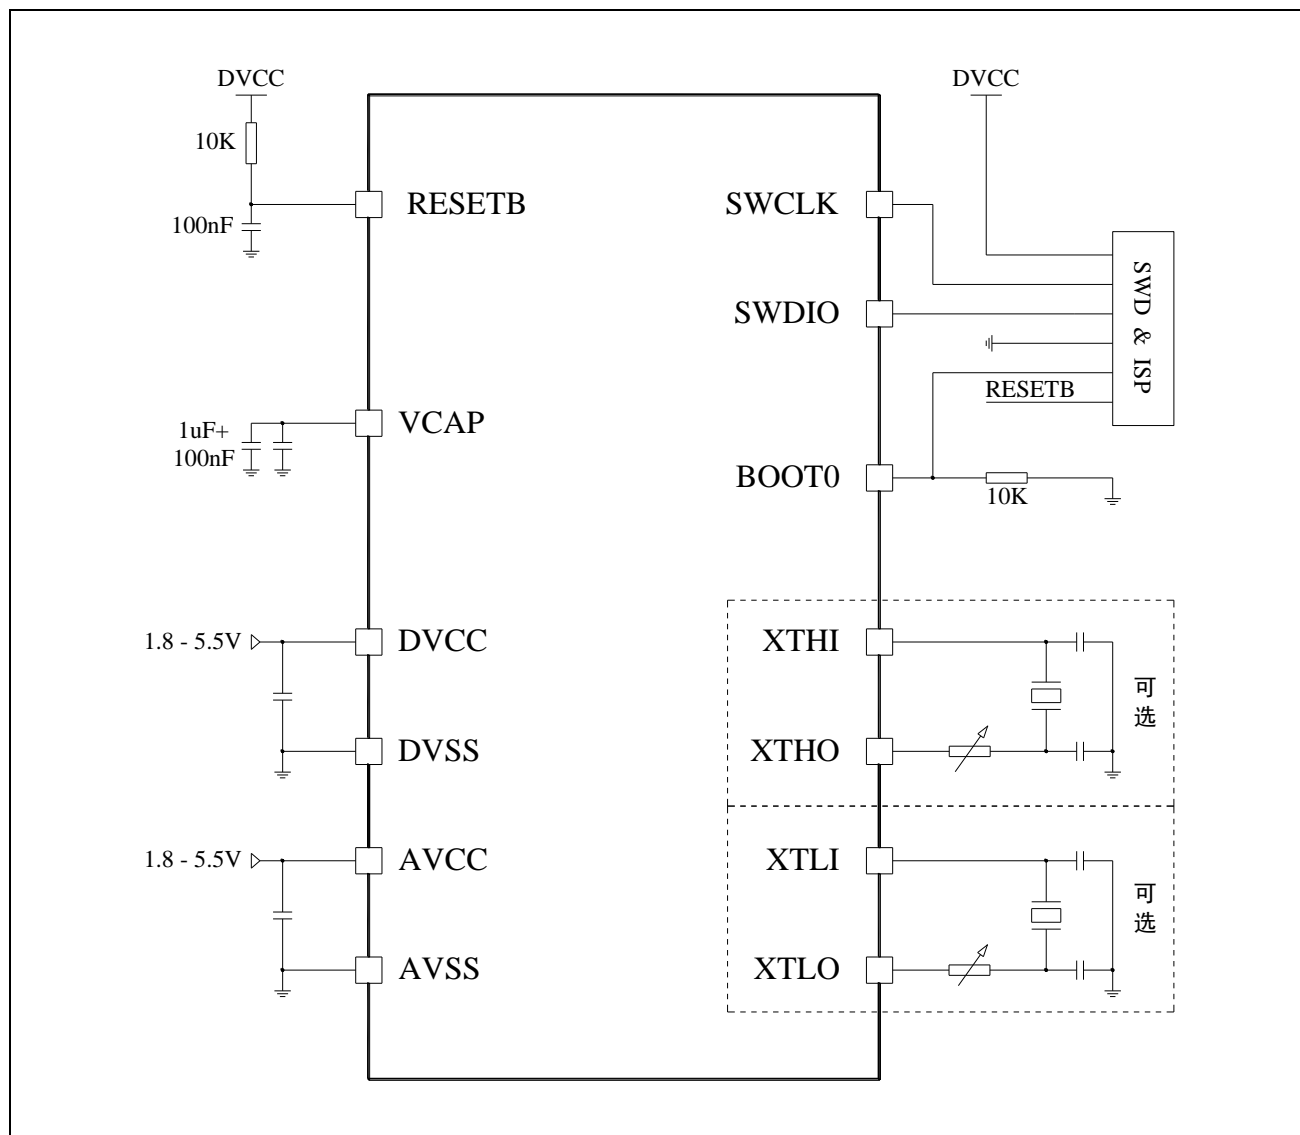 DVCC
DVCC
10K
RESETB
SWCLK
100nF
SWDIO
SWD & ISP
RESETB
VCAP
1uF+
100nF
BOOT0
10K
1.8 - 5.5V
DVCC
XTHI
可
选
DVSS
XTHO
1.8 - 5.5V
AVCC
XTLI
可
选
AVSS
XTLO